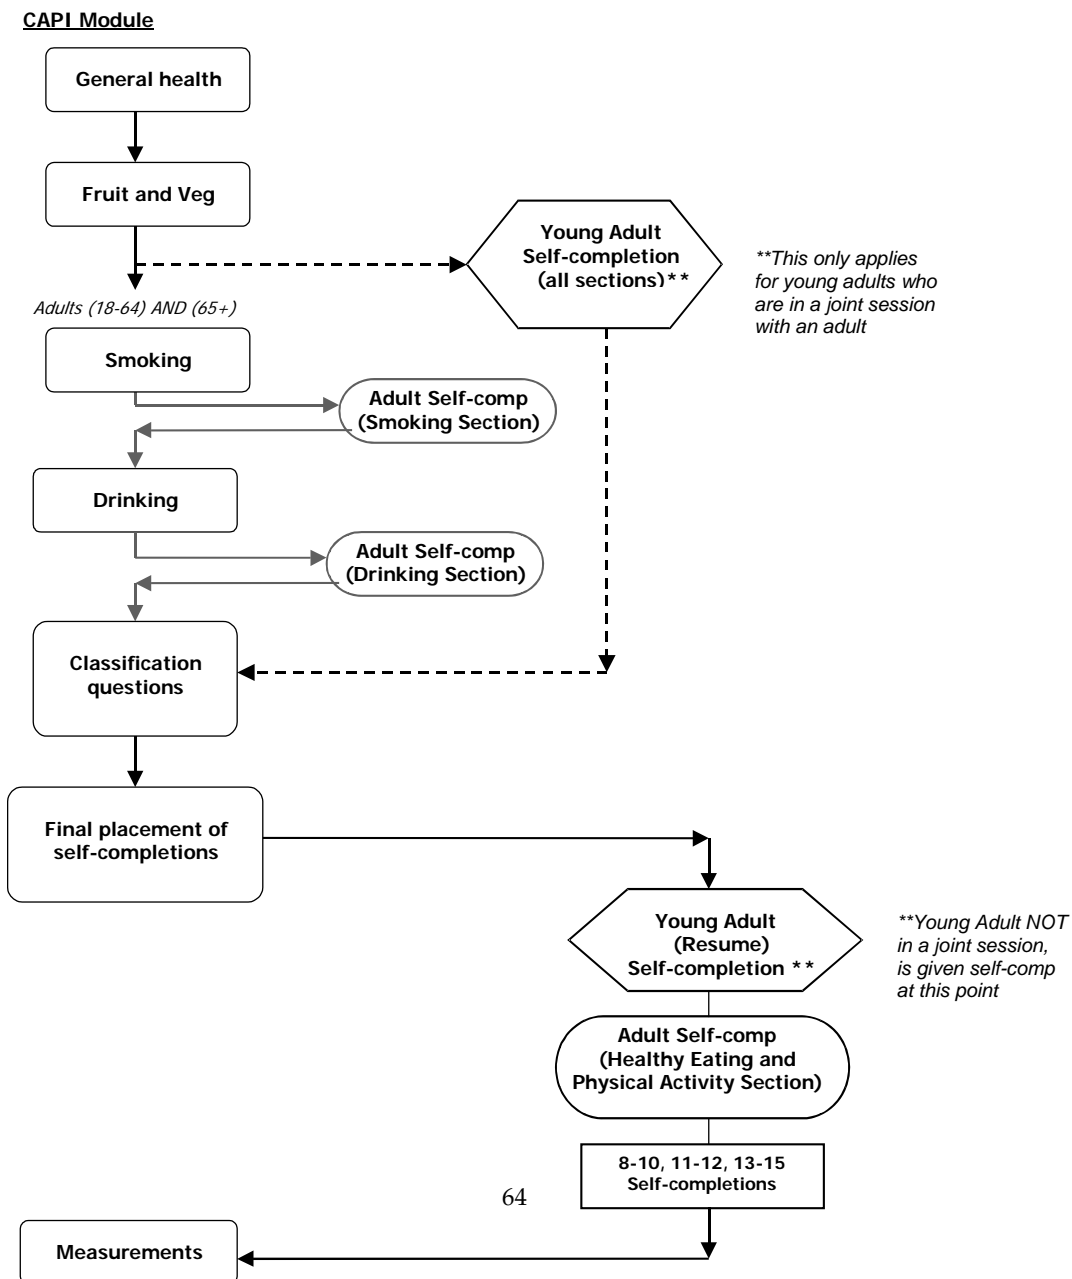 CAPI Module
General health
Fruit and Veg
Young Adult
Self-completion
(all sections)**
**This only applies
for young adults who
are in a joint session
with an adult
Adults (18-64) AND (65+)
Smoking
Adult Self-comp
(Smoking Section)
Drinking
Adult Self-comp
(Drinking Section)
Classification
questions
Final placement of
self-completions
Young Adult
(Resume)
Self-completion **
**Young Adult NOT
in a joint session,
is given self-comp
at this point
Adult Self-comp
(Healthy Eating and
Physical Activity Section)
8-10, 11-12, 13-15
Self-completions
64
Measurements